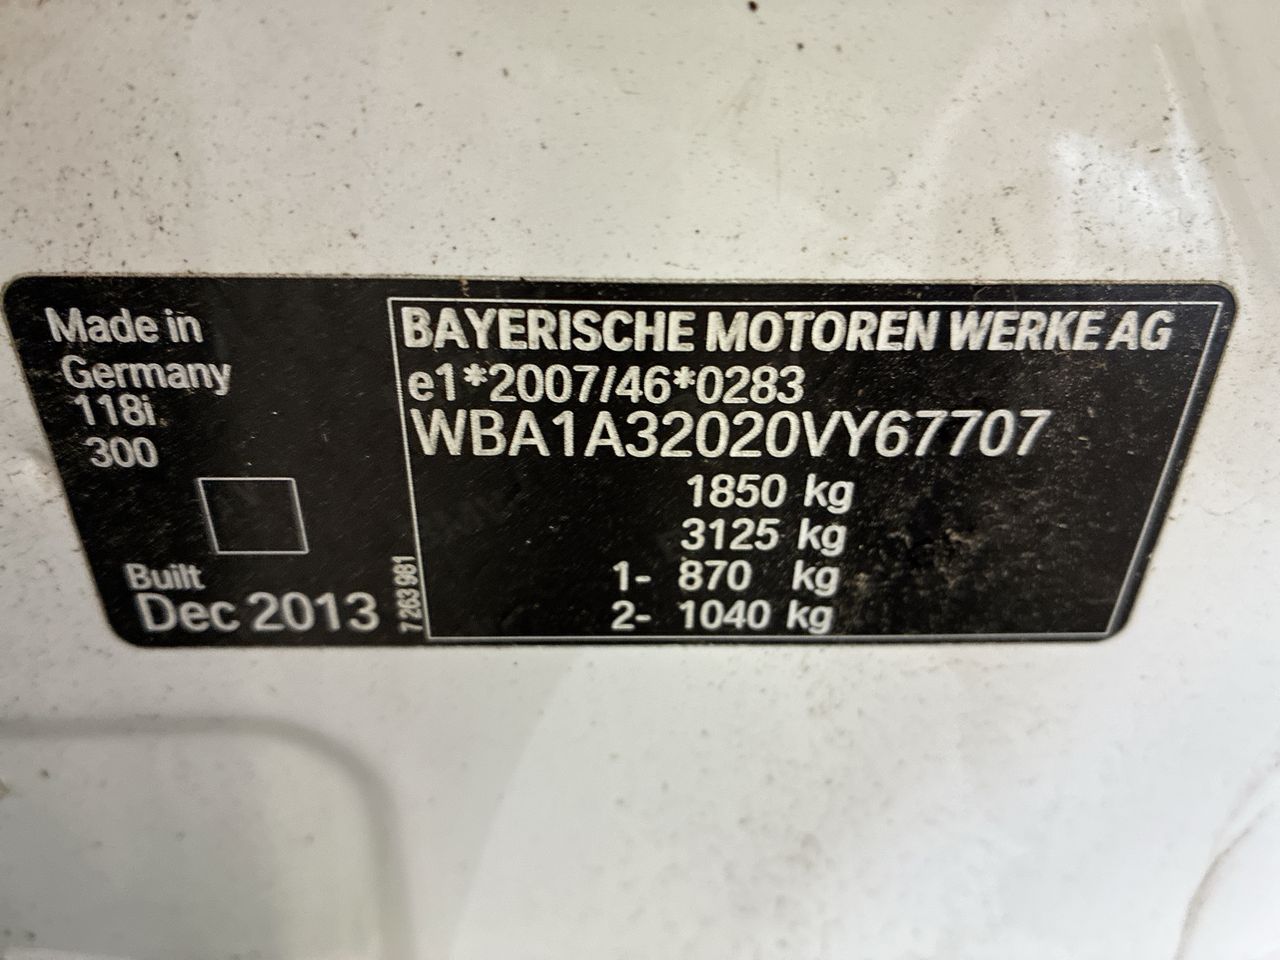 Made in
Germany
118i
300
Built
Dec 2013
7 263 981
BAYERISCHE MOTOREN WERKE AG
e1*2007/46*0283
WBA1A32020VY67707
1850 kg
3125 kg
1- 870 kg
2- 1040 kg